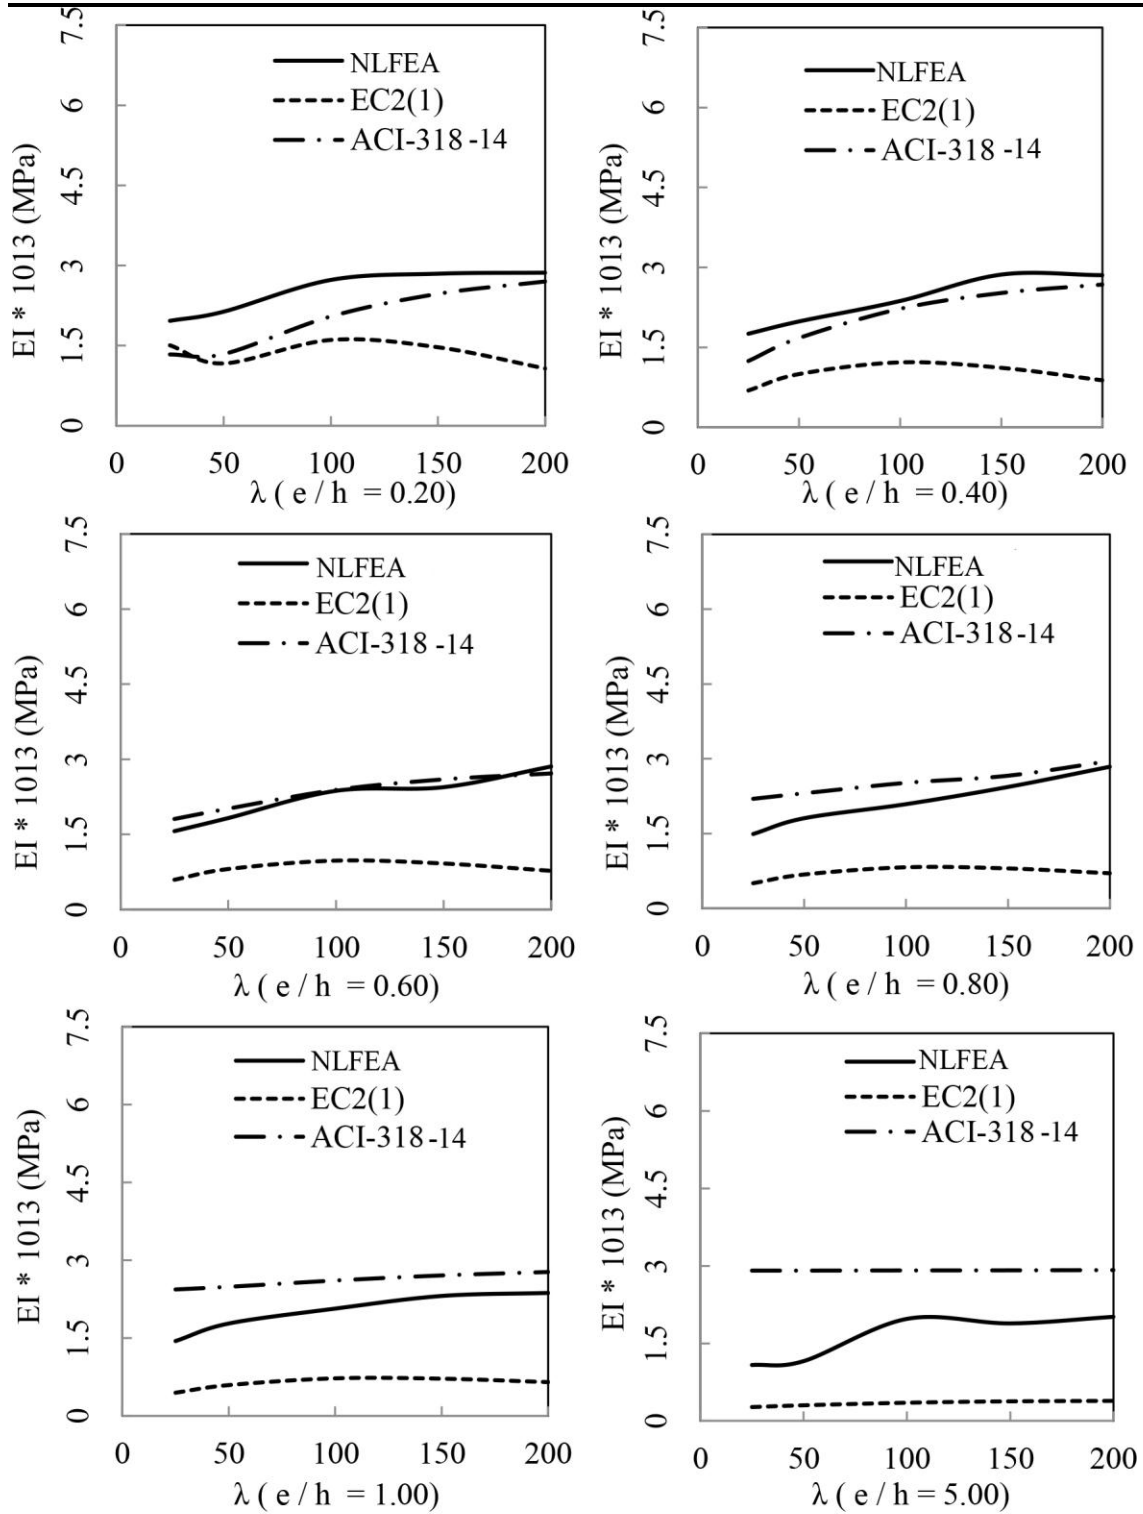 EI * 1013 (MPa)
7.5
6
4.5
3
1.5
0
NLFEA
EC2(1)
ACI-318 -14
0 50 100 150 200
λ ( e / h = 0.20)
EI * 1013 (MPa)
7.5
6
4.5
3
1.5
0
NLFEA
EC2(1)
ACI-318 -14
0 50 100 150 200
λ ( e / h = 0.40)
EI * 1013 (MPa)
7.5
6
4.5
3
1.5
0
NLFEA
EC2(1)
ACI-318 -14
0 50 100 150 200
λ ( e / h = 0.60)
EI * 1013 (MPa)
7.5
6
4.5
3
1.5
0
NLFEA
EC2(1)
ACI-318 -14
0 50 100 150 200
λ ( e / h = 0.80)
EI * 1013 (MPa)
7.5
6
4.5
3
1.5
0
NLFEA
EC2(1)
ACI-318 -14
0 50 100 150 200
λ ( e / h = 1.00)
EI * 1013 (MPa)
7.5
6
4.5
3
1.5
0
NLFEA
EC2(1)
ACI-318 -14
0 50 100 150 200
λ ( e / h = 5.00)